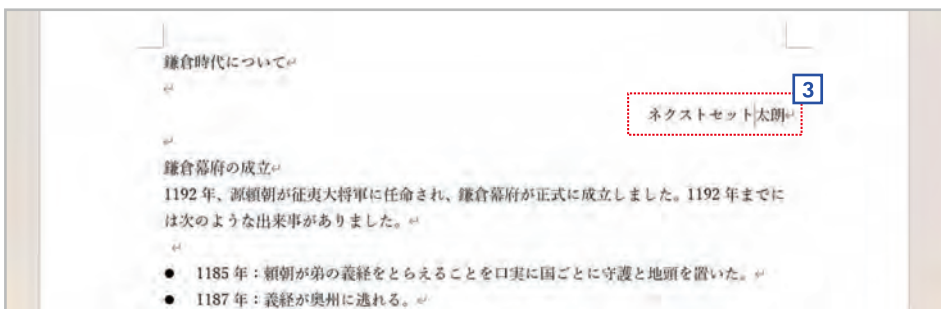 鎌倉時代について
3
ネクストセット太朗
鎌倉幕府の成立
1192 年、源頼朝が征夷大将軍に任命され、鎌倉幕府が正式に成立しました。1192 年までに
は次のような出来事がありました。
● 1185 年：頼朝が弟の義経をとらえることを口実に国ごとに守護と地頭を置いた。
● 1187 年：義経が奥州に逃れる。